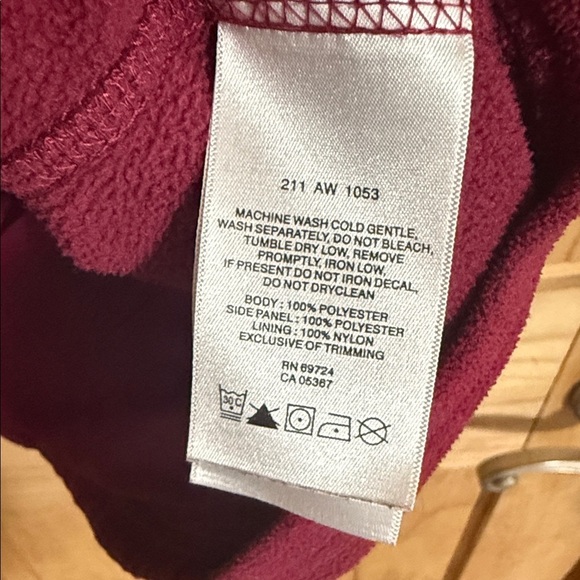 211 AW 1053
MACHINE WASH COLD GENTLE,
WASH SEPARATELY, DO NOT BLEACH,
TUMBLE DRY LOW, REMOVE
PROMPTLY, IRON LOW,
IF PRESENT DO NOT IRON DECAL,
DO NOT DRYCLEAN
BODY : 100% POLYESTER
SIDE PANEL : 100% POLYESTER
LINING : 100% NYLON
EXCLUSIVE OF TRIMMING
RN 69724
CA 05367
30C